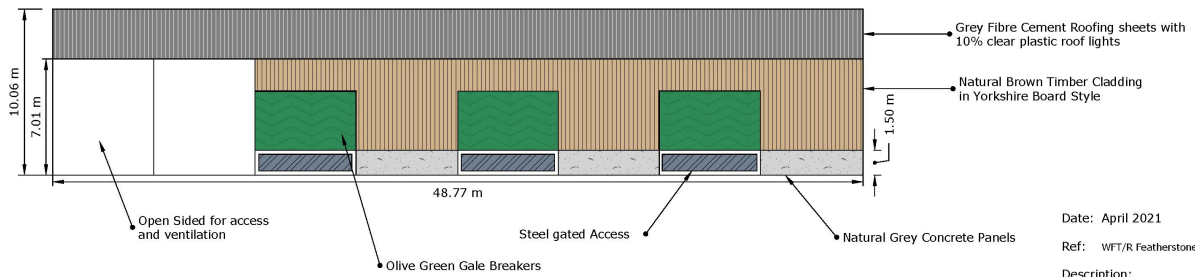 Grey Fibre Cement Roofing sheets with
10% clear plastic roof lights
10.06 m
7.01 m
Natural Brown Timber Cladding
in Yorkshire Board Style
1.50 m
48.77 m
Open Sided for access
and ventilation
Steel gated Access
Natural Grey Concrete Panels
Olive Green Gale Breakers
Date: April 2021
Ref: WFT/R Featherstone
Description: